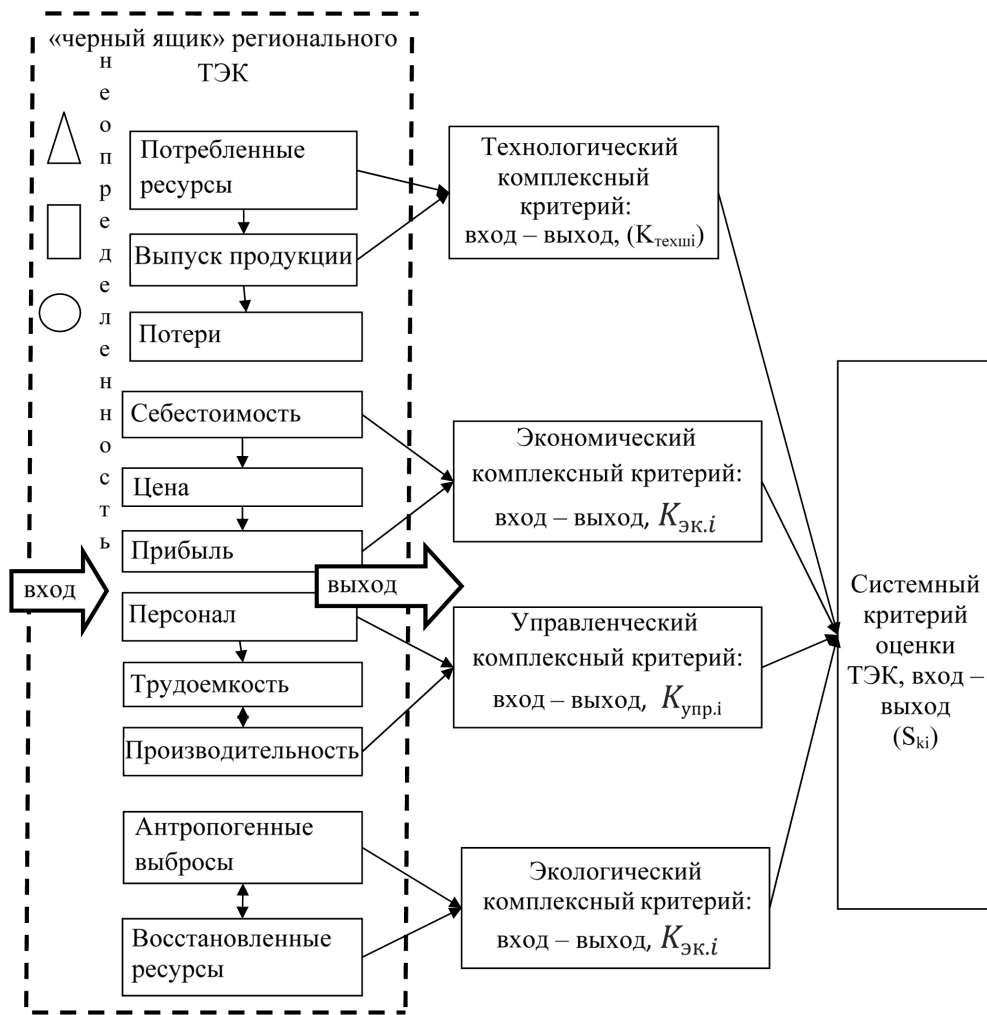 «черный ящик» регионального
ТЭК
неопределенность
Потребленные
ресурсы
Выпуск продукции
Потери
Себестоимость
Цена
Прибыль
вход
выход
Персонал
Трудоемкость
Производительность
Антропогенные
выбросы
Восстановленные
ресурсы
Технологический
комплексный
критерий:
вход – выход, (Kтехшi)
Экономический
комплексный критерий:
вход – выход, Kэк.i
Управленческий
комплексный критерий:
вход – выход, Kупр.i
Экологический
комплексный критерий:
вход – выход, Kэк.i
Системный
критерий
оценки
ТЭК, вход –
выход
(Ski)